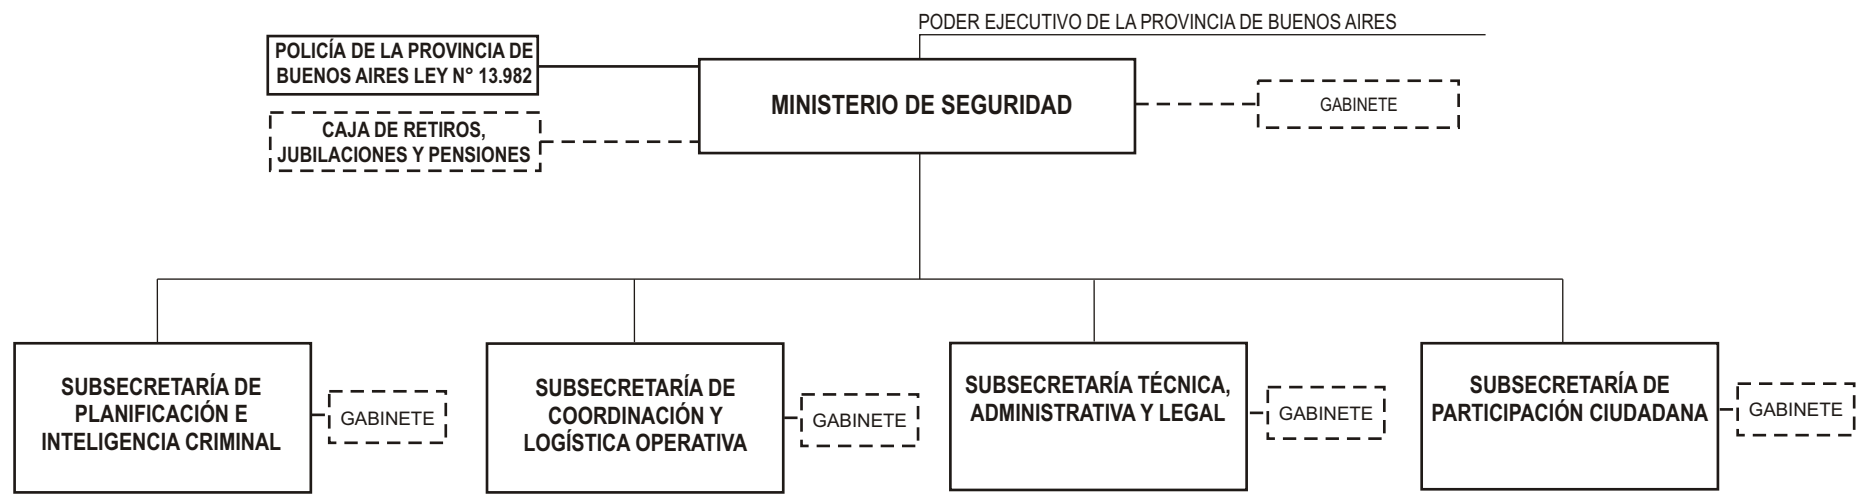 PODER EJECUTIVO DE LA PROVINCIA DE BUENOS AIRES
POLICÍA DE LA PROVINCIA DE
BUENOS AIRES LEY N° 13.982
MINISTERIO DE SEGURIDAD
GABINETE
CAJA DE RETIROS,
JUBILACIONES Y PENSIONES
SUBSECRETARÍA DE
PLANIFICACIÓN E
INTELIGENCIA CRIMINAL
GABINETE
SUBSECRETARÍA DE
COORDINACIÓN Y
LOGÍSTICA OPERATIVA
GABINETE
SUBSECRETARÍA TÉCNICA,
ADMINISTRATIVA Y LEGAL
GABINETE
SUBSECRETARÍA DE
PARTICIPACIÓN CIUDADANA
GABINETE